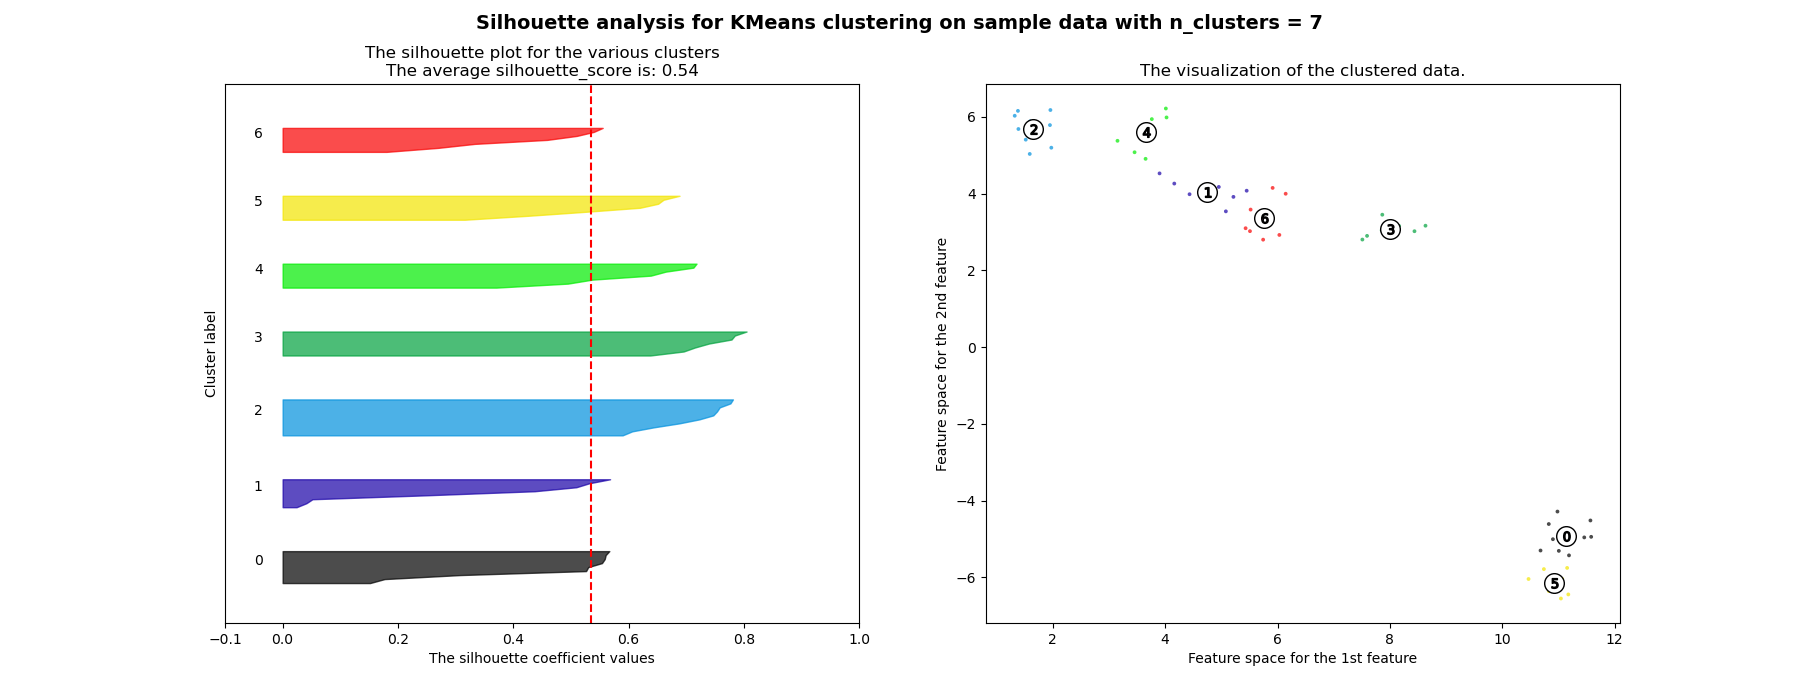 Silhouette analysis for KMeans clustering on sample data with n_clusters = 7
The silhouette plot for the various clusters
The average silhouette_score is: 0.54
6
5
4
3
2
1
0
Cluster label
−0.1 0.0 0.2 0.4 0.6 0.8 1.0
The silhouette coefficient values
The visualization of the clustered data.
6
4
2
0
−2
−4
−6
Feature space for the 2nd feature
2
4
1
6
3
0
5
2 4 6 8 10 12
Feature space for the 1st feature